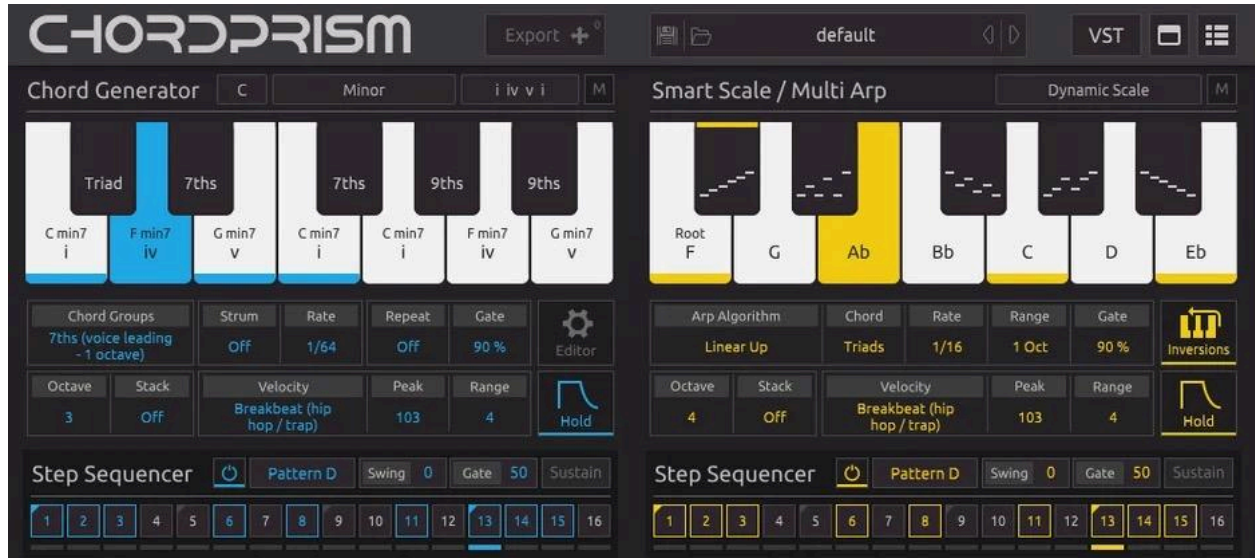 CHORDPRISM
Export 0
default
VST
Chord Generator C Minor i iv v i M
Triad 7ths 7ths 9ths 9ths
C min7 F min7 G min7 C min7 C min7 F min7 G min7
i iv v i i iv v
Chord Groups Strum Rate Repeat Gate
7ths (voice leading
- 1 octave)
Off 1/64 Off 90 % Editor
Octave Stack Velocity Peak Range
3 Off Breakbeat (hip
hop / trap)
103 4 Hold
Step Sequencer Pattern D Swing 0 Gate 50 Sustain
1 2 3 4 5 6 7 8 9 10 11 12 13 14 15 16
Smart Scale / Multi Arp Dynamic Scale M
Root
F G Ab Bb C D Eb
Arp Algorithm Chord Rate Range Gate
Linear Up Triads 1/16 1 Oct 90 % Inversions
Octave Stack Velocity Peak Range
4 Off Breakbeat (hip
hop / trap)
103 4 Hold
Step Sequencer Pattern D Swing 0 Gate 50 Sustain
1 2 3 4 5 6 7 8 9 10 11 12 13 14 15 16